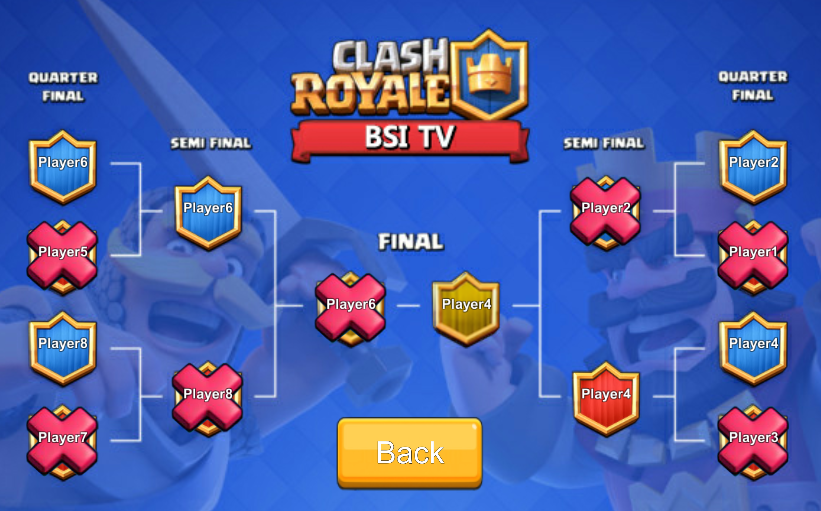 CLASH
ROYALE
BSI TV
QUARTER
FINAL
QUARTER
FINAL
SEMI FINAL
SEMI FINAL
FINAL
Player6
Player5
Player8
Player7
Player6
Player8
Player6
Player4
Player2
Player4
Player2
Player1
Player4
Player3
Back